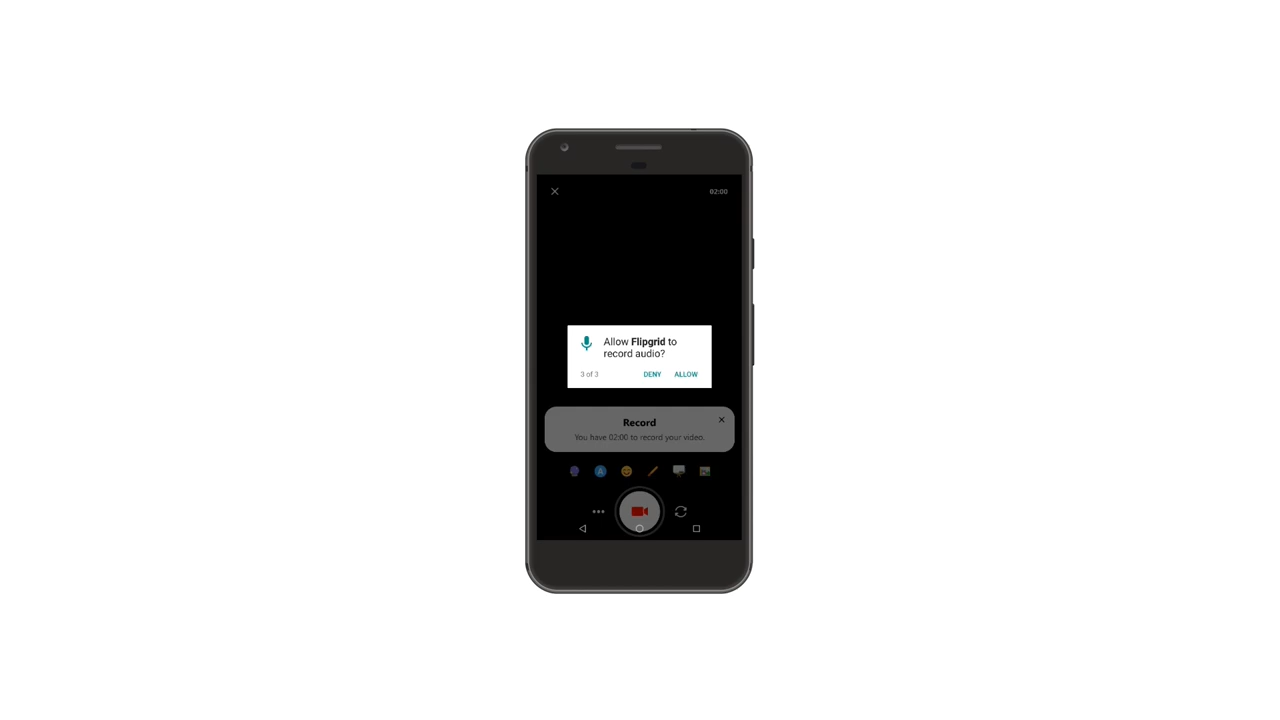 02:00
Allow Flipgrid to
record audio?
3 of 3
DENY ALLOW
Record
You have 02:00 to record your video.